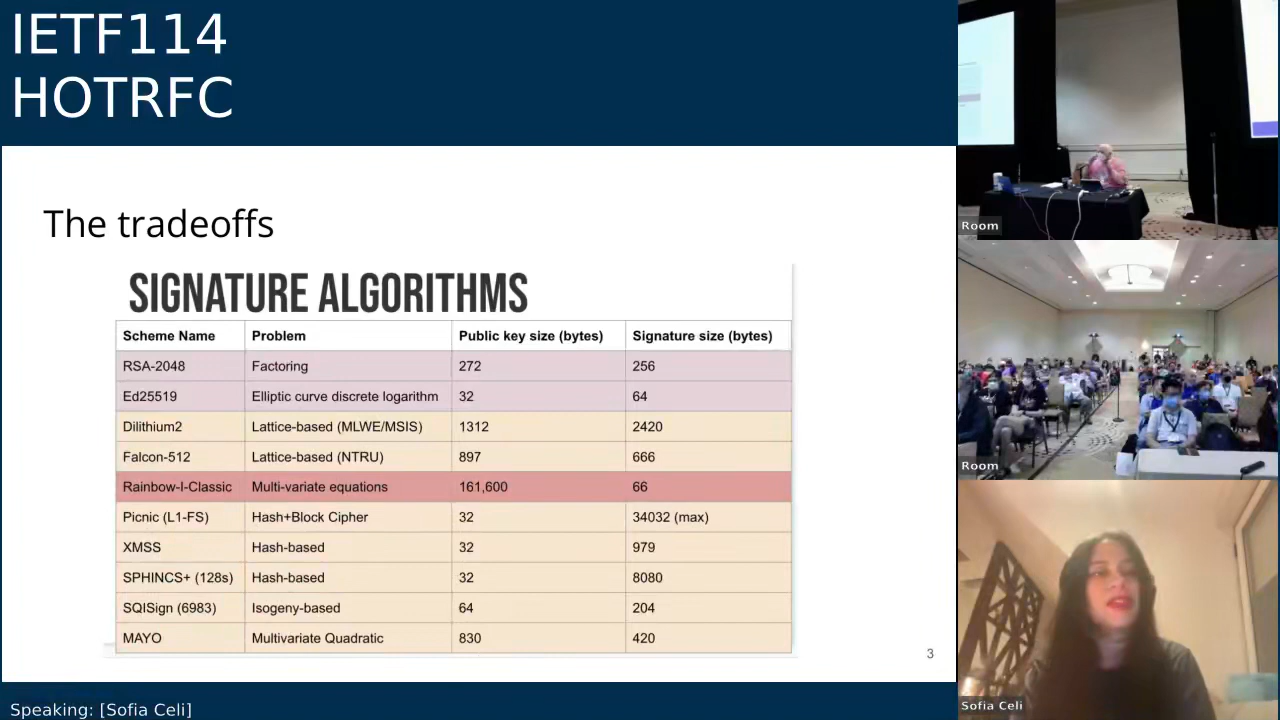 IETF114
HOTRFC
The tradeoffs
SIGNATURE ALGORITHMS
Scheme Name Problem Public key size (bytes) Signature size (bytes)
RSA-2048 Factoring 272 256
Ed25519 Elliptic curve discrete logarithm 32 64
Dilithium2 Lattice-based (MLWE/MSIS) 1312 2420
Falcon-512 Lattice-based (NTRU) 897 666
Rainbow-I-Classic Multi-variate equations 161,600 66
Picnic (L1-FS) Hash+Block Cipher 32 34032 (max)
XMSS Hash-based 32 979
SPHINCS+ (128s) Hash-based 32 8080
SQISign (6983) Isogeny-based 64 204
MAYO Multivariate Quadratic 830 420
3
Speaking: [Sofia Celi]
Room
Room
Sofia Celi